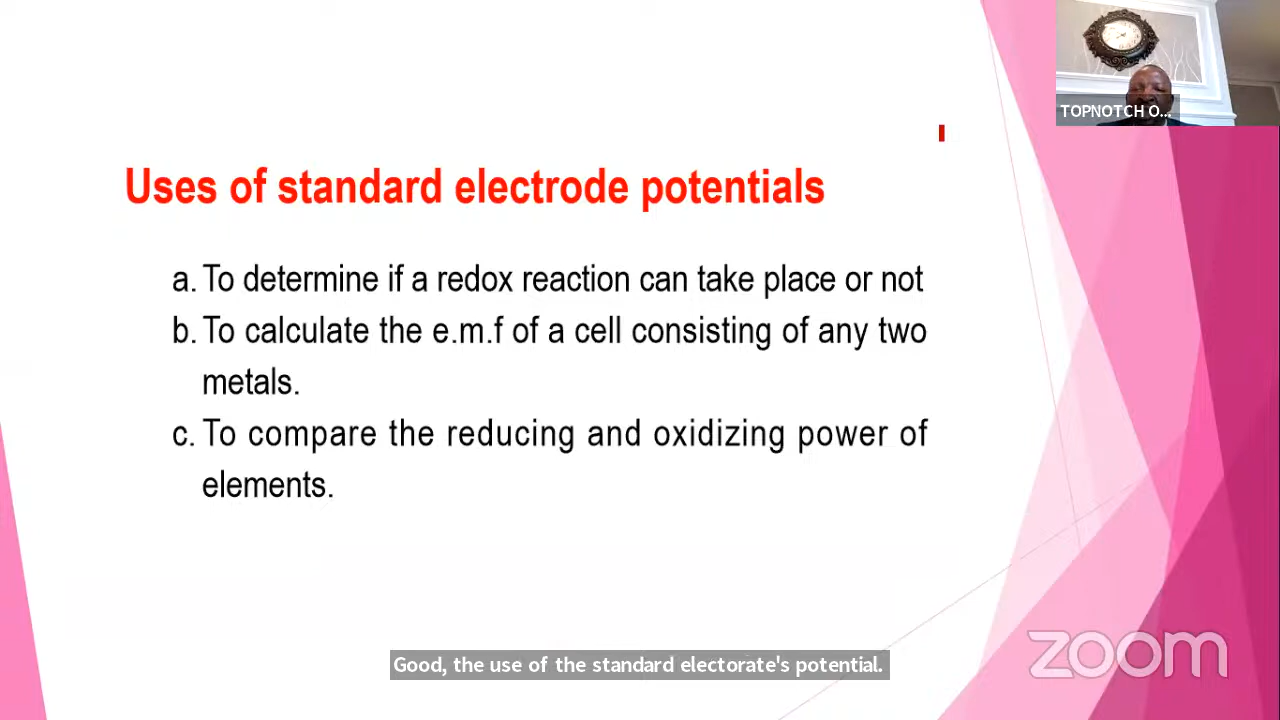 TOPNOTCH O...
Uses of standard electrode potentials
a. To determine if a redox reaction can take place or not
b. To calculate the e.m.f of a cell consisting of any two
metals.
c. To compare the reducing and oxidizing power of
elements.
Good, the use of the standard electorate's potential.
zoom